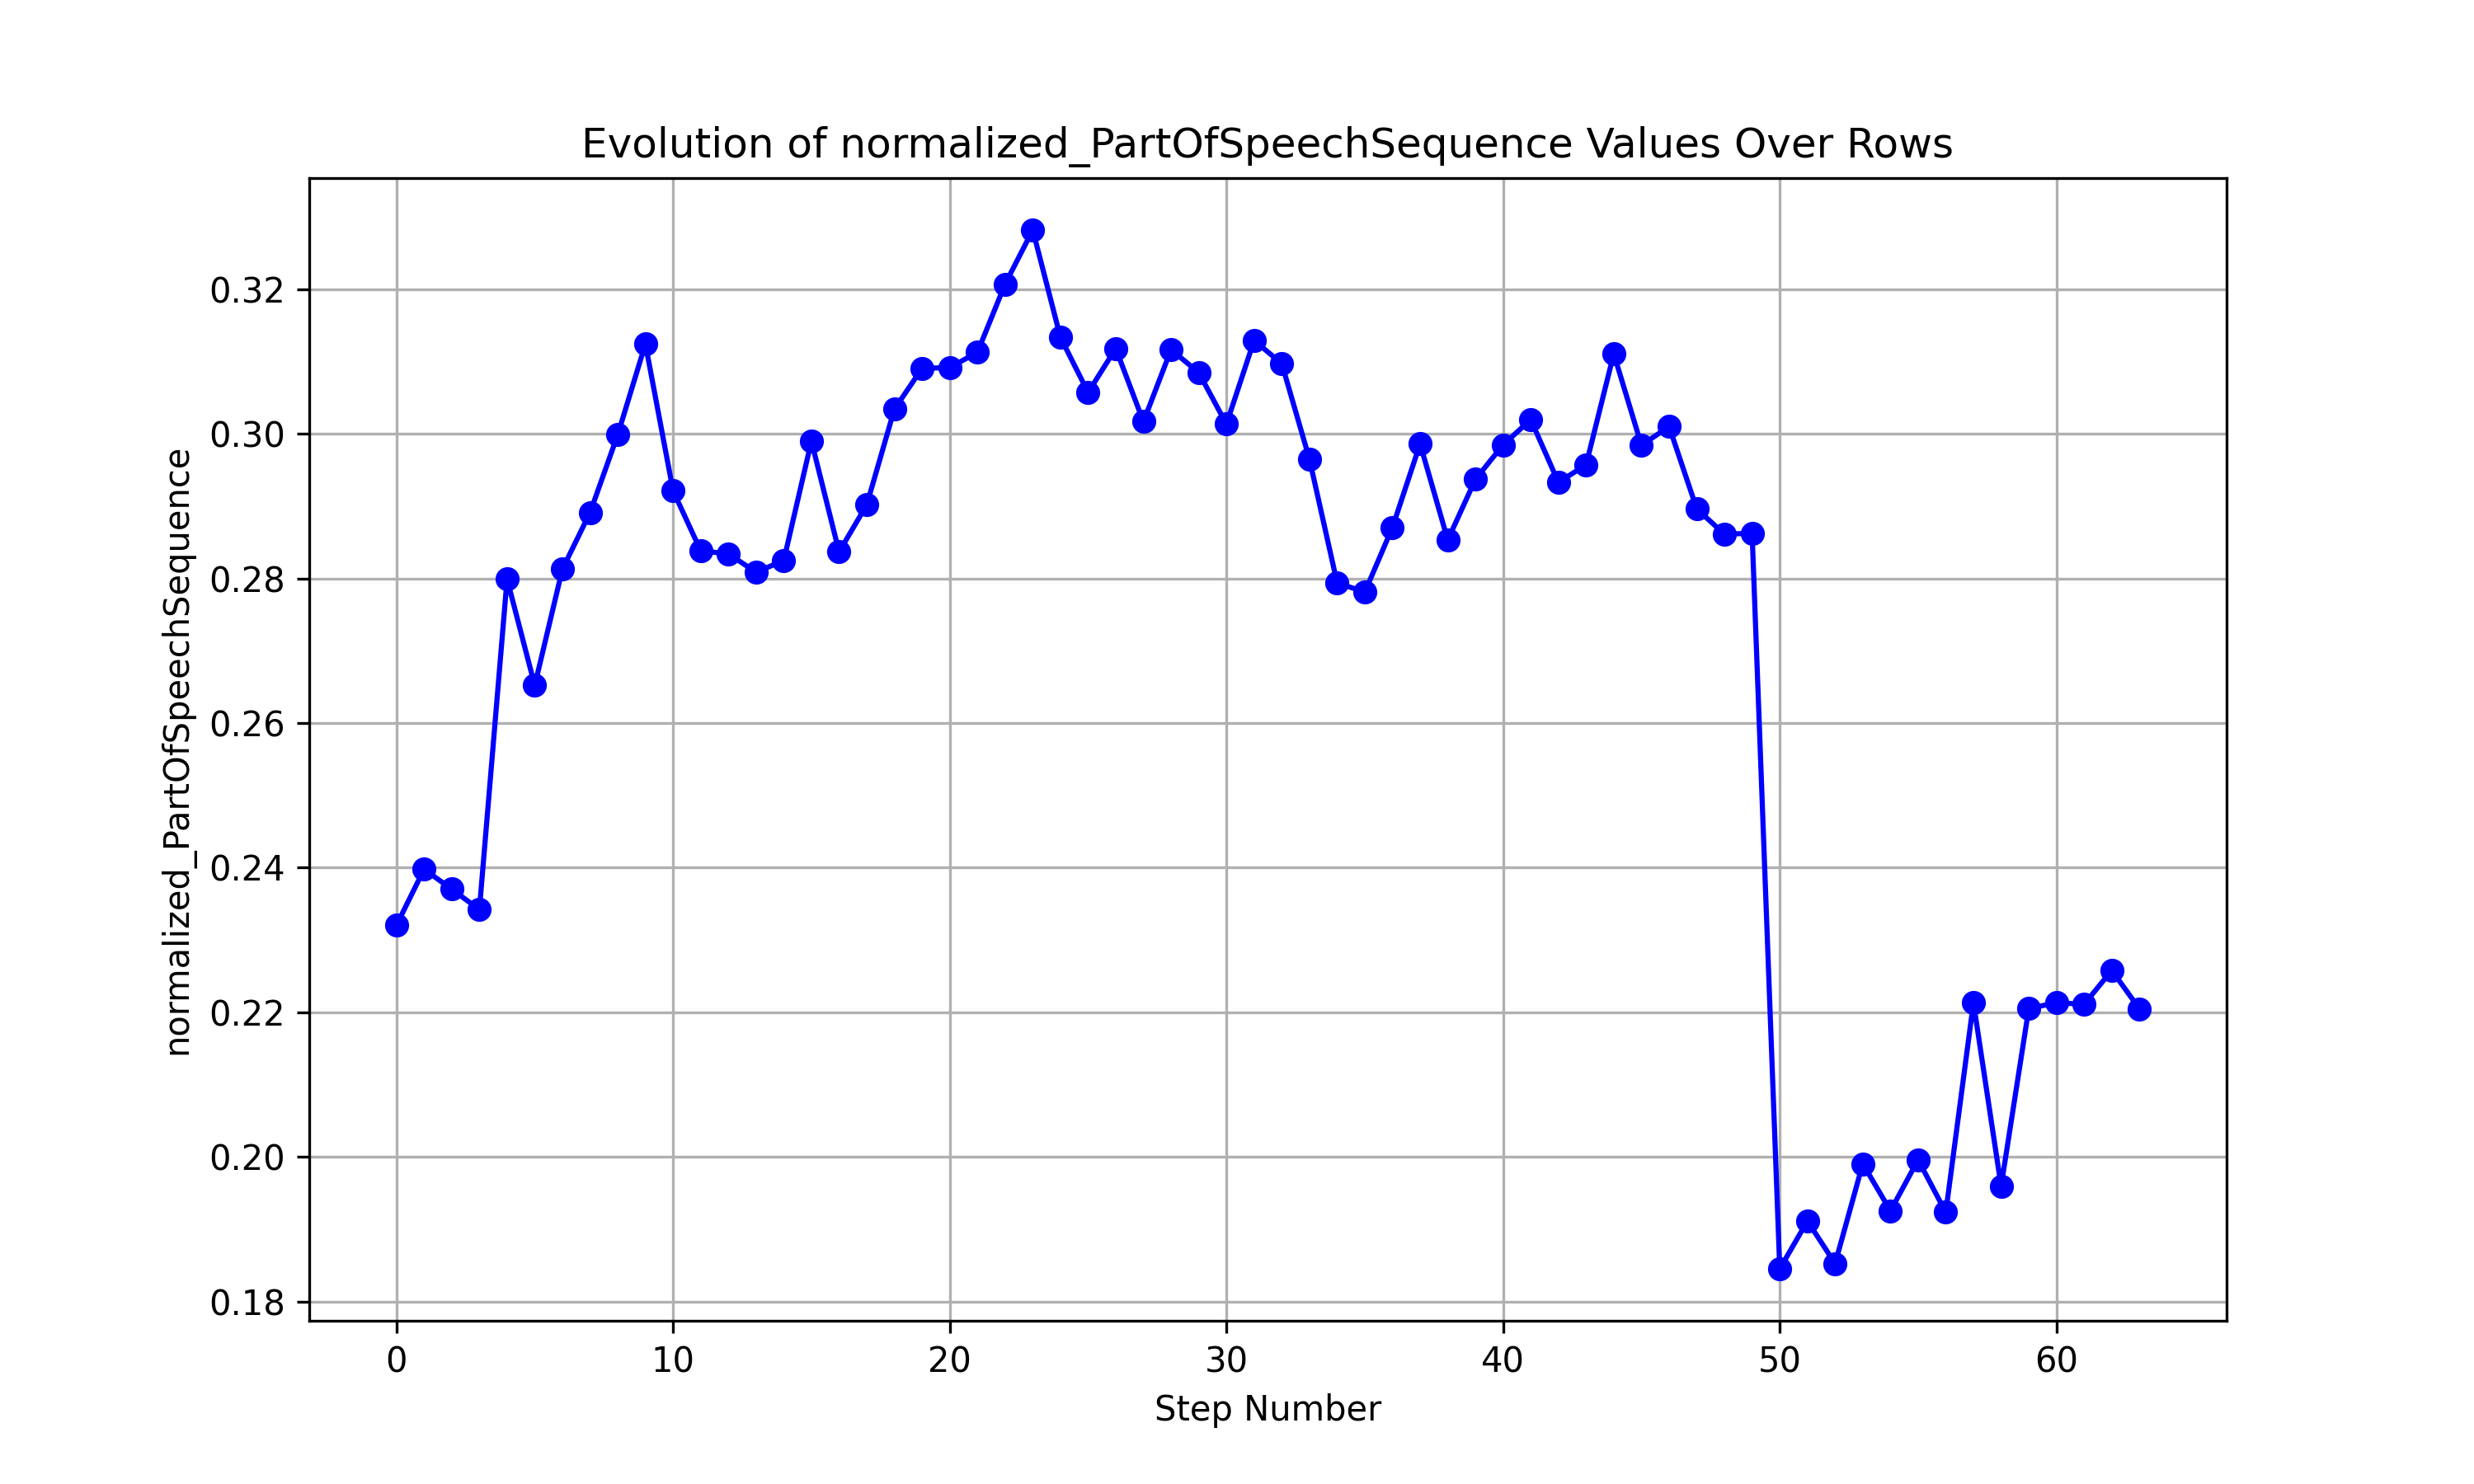 Evolution of normalized_PartOfSpeechSequence Values Over Rows
normalized_PartOfSpeechSequence
0.32
0.30
0.28
0.26
0.24
0.22
0.20
0.18
0 10 20 30 40 50 60
Step Number